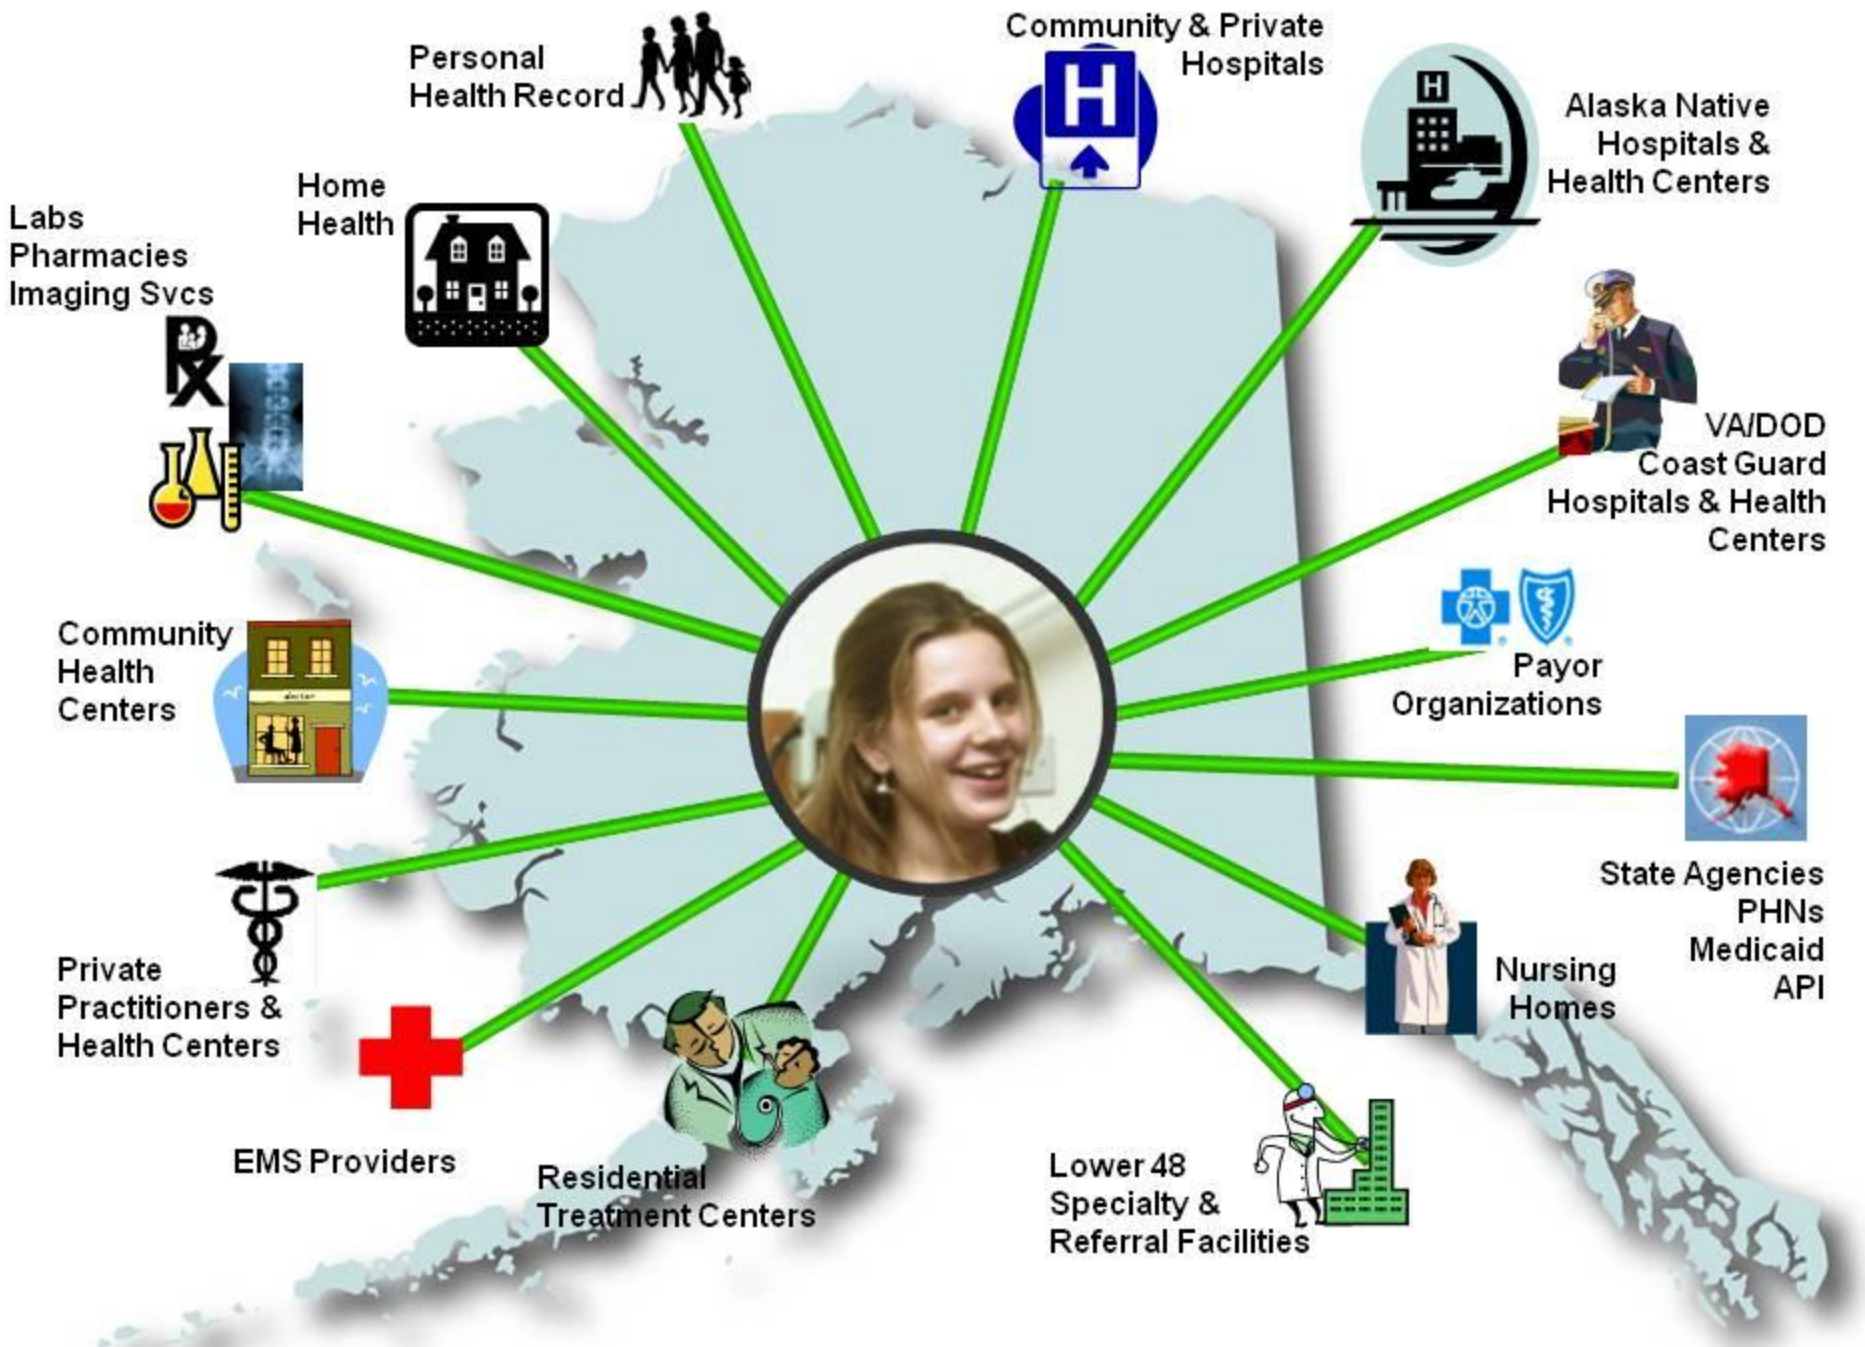 Personal
Health Record
Community & Private
Hospitals
H
H
Alaska Native
Hospitals &
Health Centers
Home
Health
Labs
Pharmacies
Imaging Svcs
Rx
VA/DOD
Coast Guard
Hospitals & Health
Centers
Community
Health
Centers
doctor
Payor
Organizations
State Agencies
PHNs
Medicaid
API
Private
Practitioners &
Health Centers
Nursing
Homes
EMS Providers
Residential
Treatment Centers
Lower 48
Specialty &
Referral Facilities